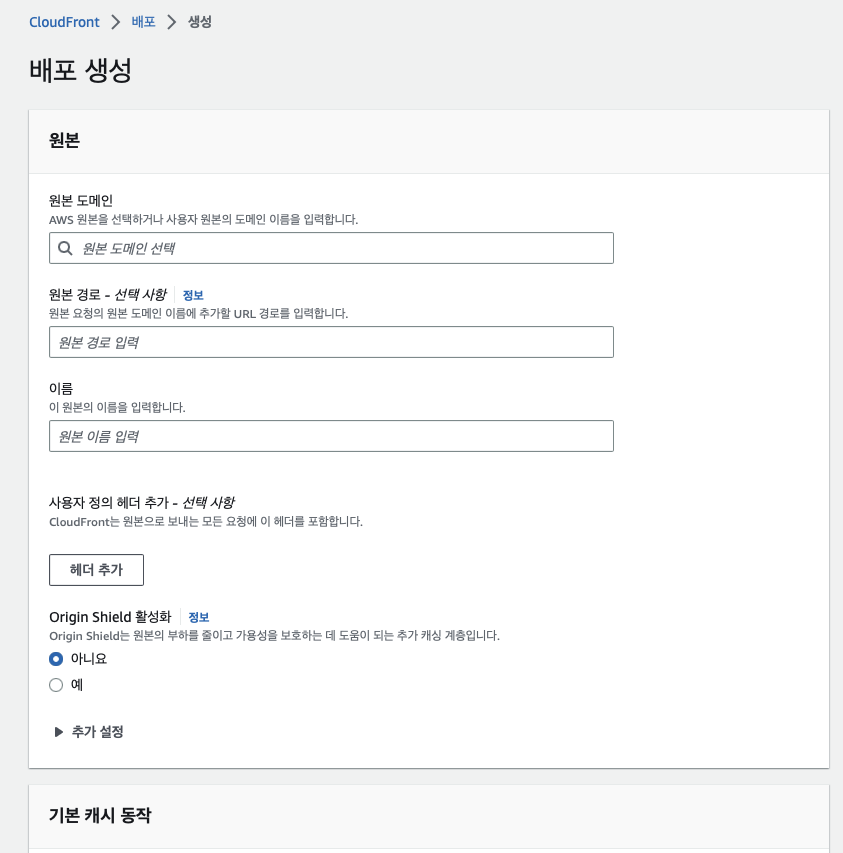 CloudFront > 배포 > 생성
배포 생성
원본
원본 도메인
AWS 원본을 선택하거나 사용자 원본의 도메인 이름을 입력합니다.
원본 도메인 선택
원본 경로 - 선택 사항 정보
원본 요청의 원본 도메인 이름에 추가할 URL 경로를 입력합니다.
원본 경로 입력
이름
이 원본의 이름을 입력합니다.
원본 이름 입력
사용자 정의 헤더 추가 - 선택 사항
CloudFront는 원본으로 보내는 모든 요청에 이 헤더를 포함합니다.
헤더 추가
Origin Shield 활성화 정보
Origin Shield는 원본의 부하를 줄이고 가용성을 보호하는 데 도움이 되는 추가 캐싱 계층입니다.
아니요
예
추가 설정
기본 캐시 동작